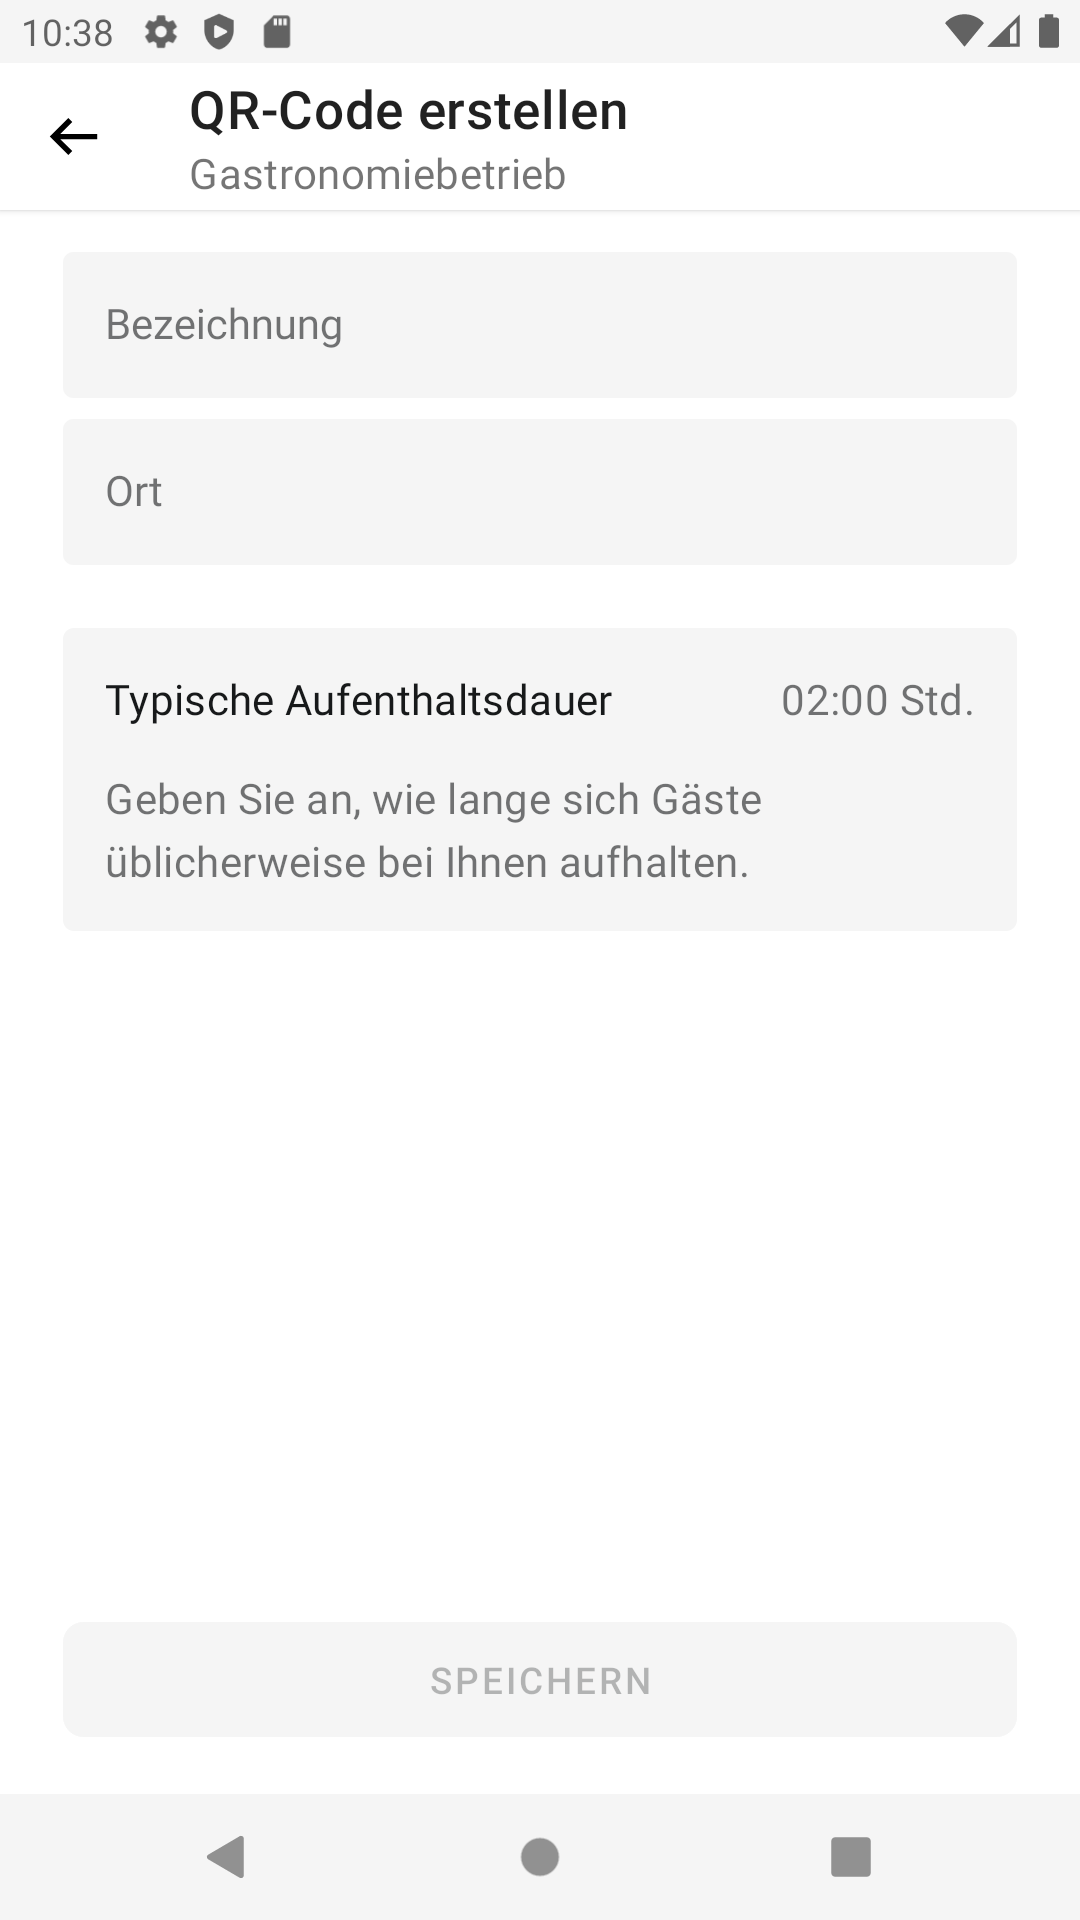 10:38
QR-Code erstellen
Gastronomiebetrieb
Bezeichnung
Ort
Typische Aufenthaltsdauer 02:00 Std.
Geben Sie an, wie lange sich Gäste
üblicherweise bei Ihnen aufhalten.
SPEICHERN